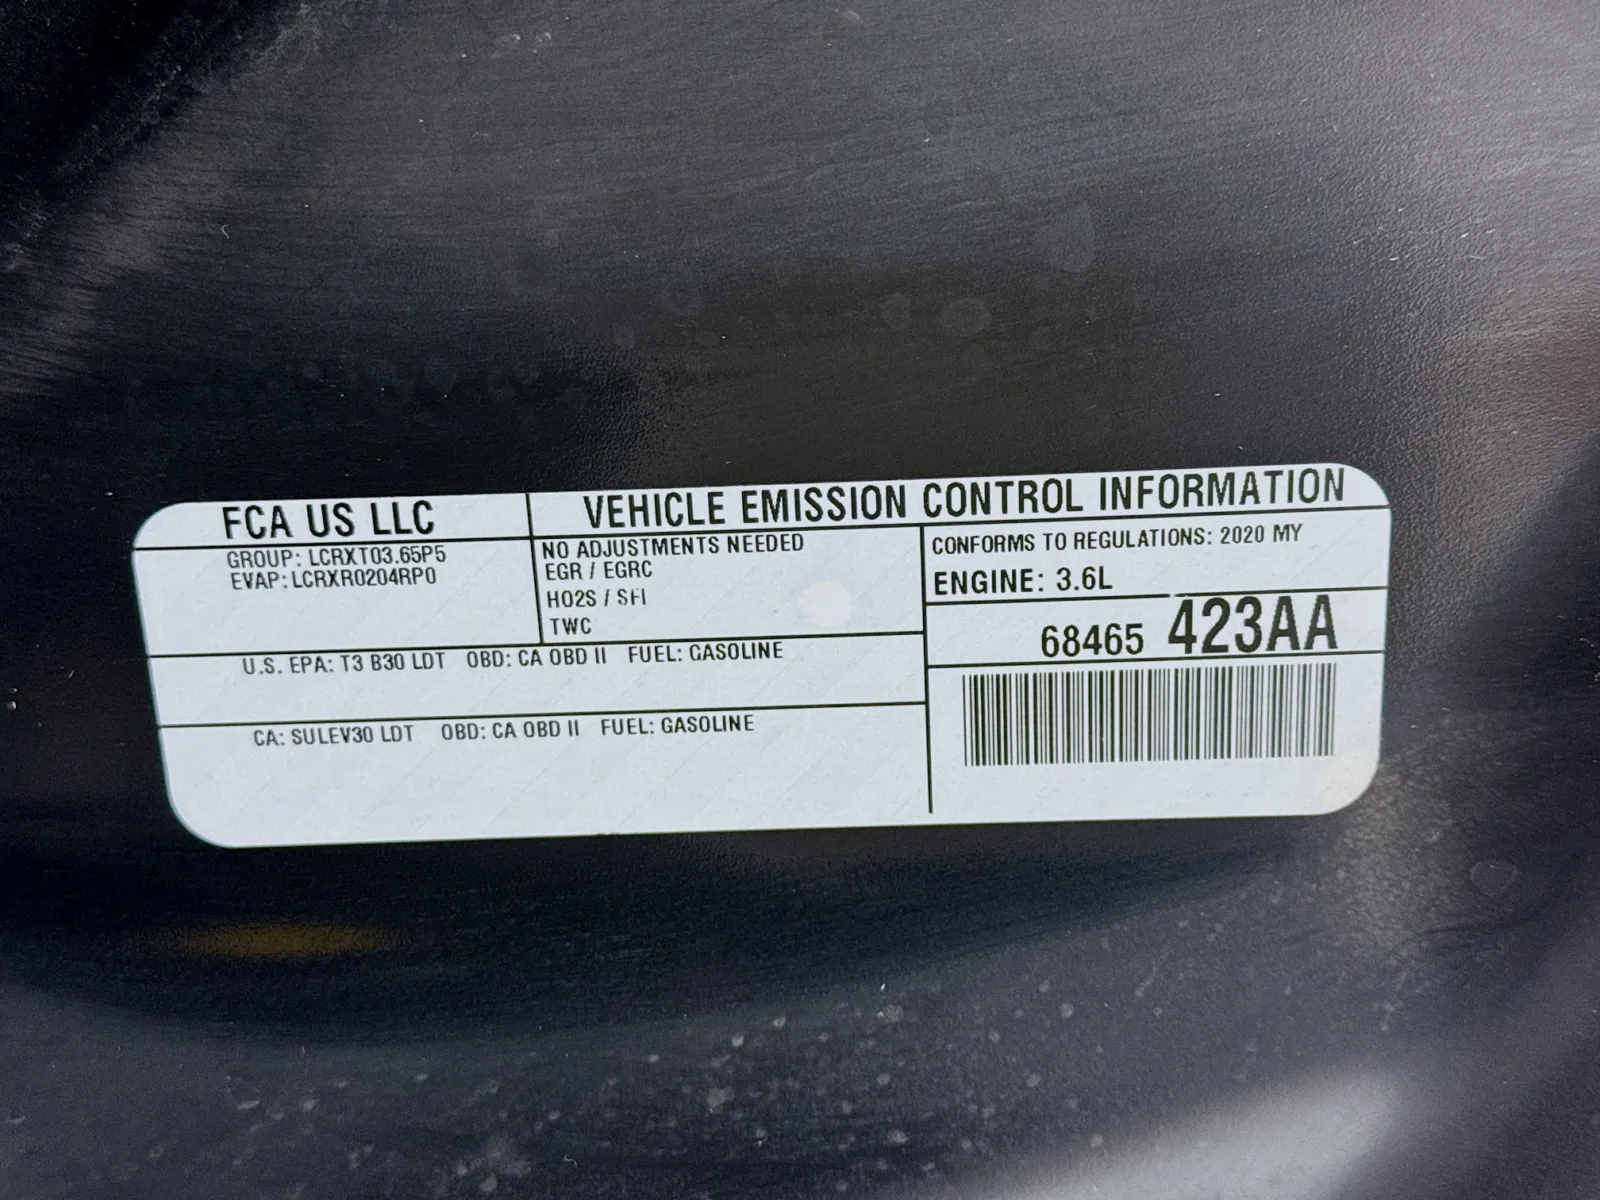 FCA US LLC
VEHICLE EMISSION CONTROL INFORMATION
GROUP: LCRXT03.65P5
EVAP: LCRXR0204RP0
NO ADJUSTMENTS NEEDED
EGR / EGRC
HO2S / SFI
TWC
CONFORMS TO REGULATIONS: 2020 MY
ENGINE: 3.6L
68465 423AA
U.S. EPA: T3 B30 LDT OBD: CA OBD II FUEL: GASOLINE
CA: SULEV30 LDT OBD: CA OBD II FUEL: GASOLINE